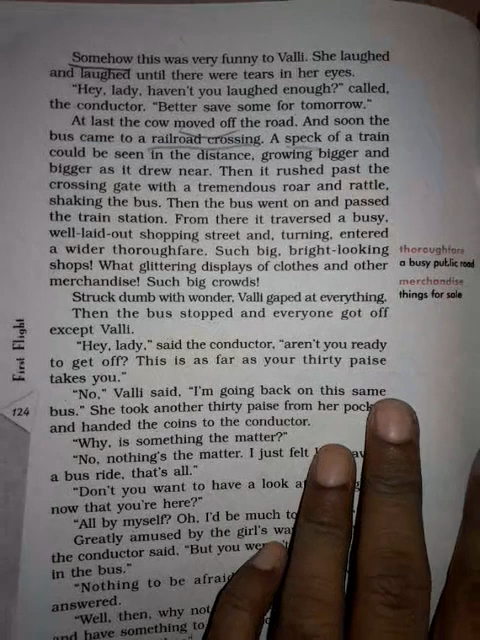 Somehow this was very funny to Valli. She laughed
and laughed until there were tears in her eyes.
"Hey, lady, haven't you laughed enough?" called,
the conductor. "Better save some for tomorrow."
At last the cow moved off the road. And soon the
bus came to a railroad crossing. A speck of a train
could be seen in the distance, growing bigger and
bigger as it drew near. Then it rushed past the
crossing gate with a tremendous roar and rattle,
shaking the bus. Then the bus went on and passed
the train station. From there it traversed a busy,
well-laid-out shopping street and, turning, entered
a wider thoroughfare. Such big, bright-looking
shops! What glittering displays of clothes and other
merchandise! Such big crowds!
Struck dumb with wonder, Valli gaped at everything.
Then the bus stopped and everyone got off
except Valli.
"Hey, lady," said the conductor, "aren't you ready
to get off? This is as far as your thirty paise
takes you."
"No," Valli said, "I'm going back on this same
bus." She took another thirty paise from her
and handed the coins to the conductor.
"Why, is something the matter?"
"No, nothing's the matter. I just felt
a bus ride, that's all."
"Don't you want to have a look
now that you're here?"
"All by myself? Oh, I'd be much
Greatly amused by the girl's
the conductor said, "But you
in the bus."
"Nothing to be
answered.
"Well, then, why not
and have something
thoroughfare
a busy public road
merchandise
things for sale
First Flight
124